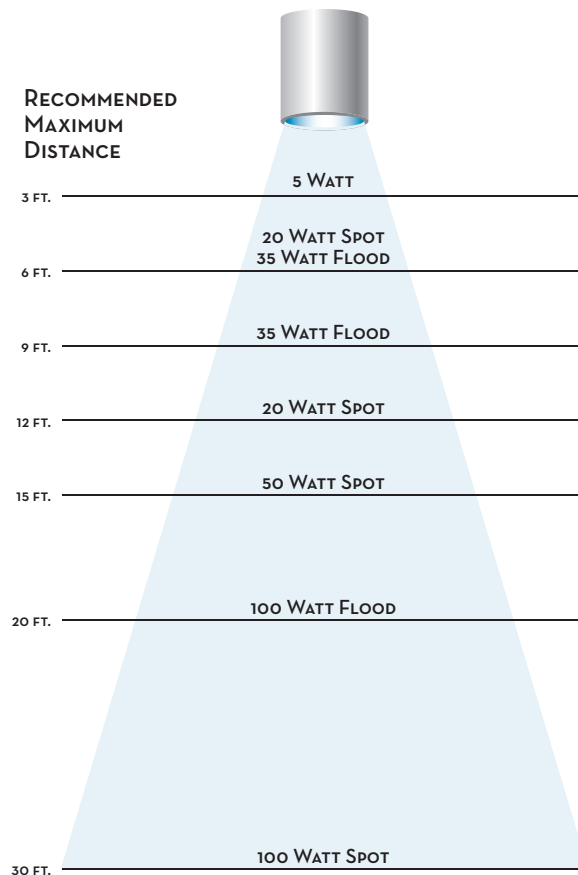 Recommended
Maximum
Distance
5 Watt
3 ft.
20 Watt Spot
35 Watt Flood
6 ft.
35 Watt Flood
9 ft.
20 Watt Spot
12 ft.
50 Watt Spot
15 ft.
100 Watt Flood
20 ft.
100 Watt Spot
30 ft.